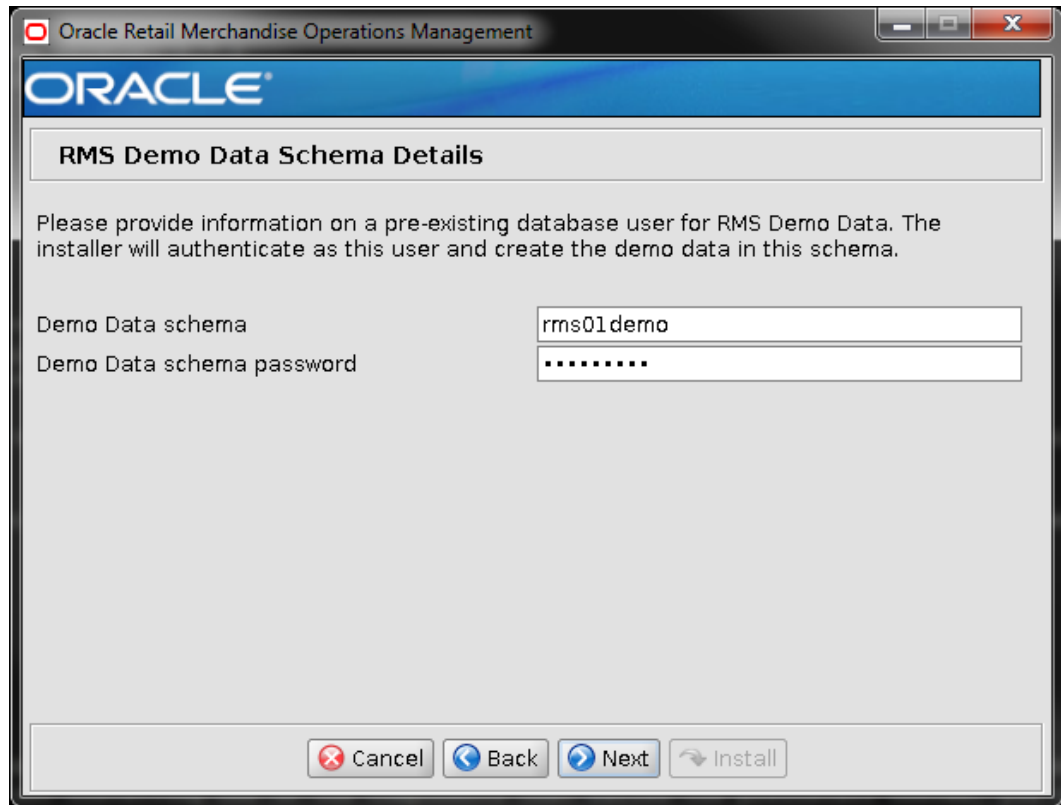 Oracle Retail Merchandise Operations Management
ORACLE®
RMS Demo Data Schema Details
Please provide information on a pre-existing database user for RMS Demo Data. The
installer will authenticate as this user and create the demo data in this schema.
Demo Data schema rms01demo
Demo Data schema password •••••••••
Cancel Back Next Install